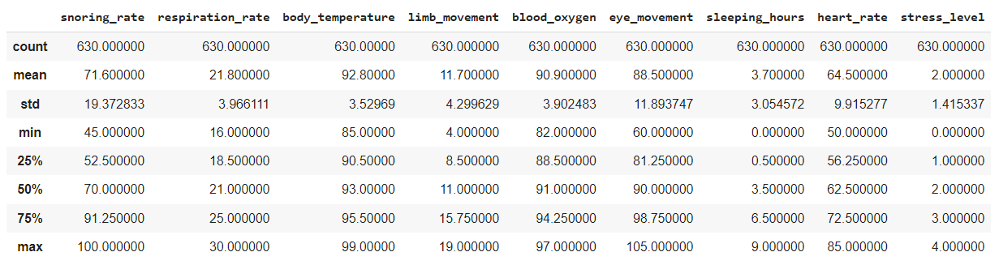 snoring_rate respiration_rate body_temperature limb_movement blood_oxygen eye_movement sleeping_hours heart_rate stress_level
count 630.000000 630.000000 630.00000 630.000000 630.000000 630.000000 630.000000 630.000000 630.000000
mean 71.600000 21.800000 92.80000 11.700000 90.900000 88.500000 3.700000 64.500000 2.000000
std 19.372833 3.966111 3.52969 4.299629 3.902483 11.893747 3.054572 9.915277 1.415337
min 45.000000 16.000000 85.00000 4.000000 82.000000 60.000000 0.000000 50.000000 0.000000
25% 52.500000 18.500000 90.50000 8.500000 88.500000 81.250000 0.500000 56.250000 1.000000
50% 70.000000 21.000000 93.00000 11.000000 91.000000 90.000000 3.500000 62.500000 2.000000
75% 91.250000 25.000000 95.50000 15.750000 94.250000 98.750000 6.500000 72.500000 3.000000
max 100.000000 30.000000 99.00000 19.000000 97.000000 105.000000 9.000000 85.000000 4.000000